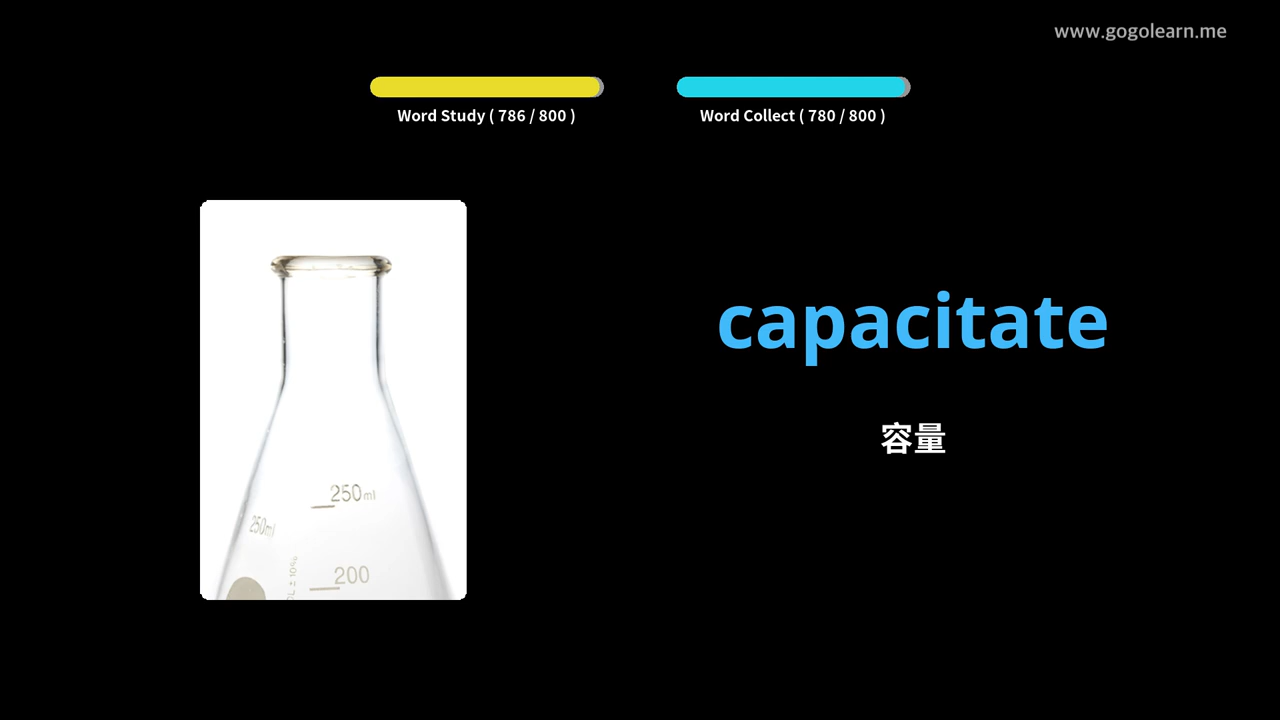 www.gogolearn.me
Word Study ( 786 / 800 )
Word Collect ( 780 / 800 )
capacitate
容量
250ml
250ml
200